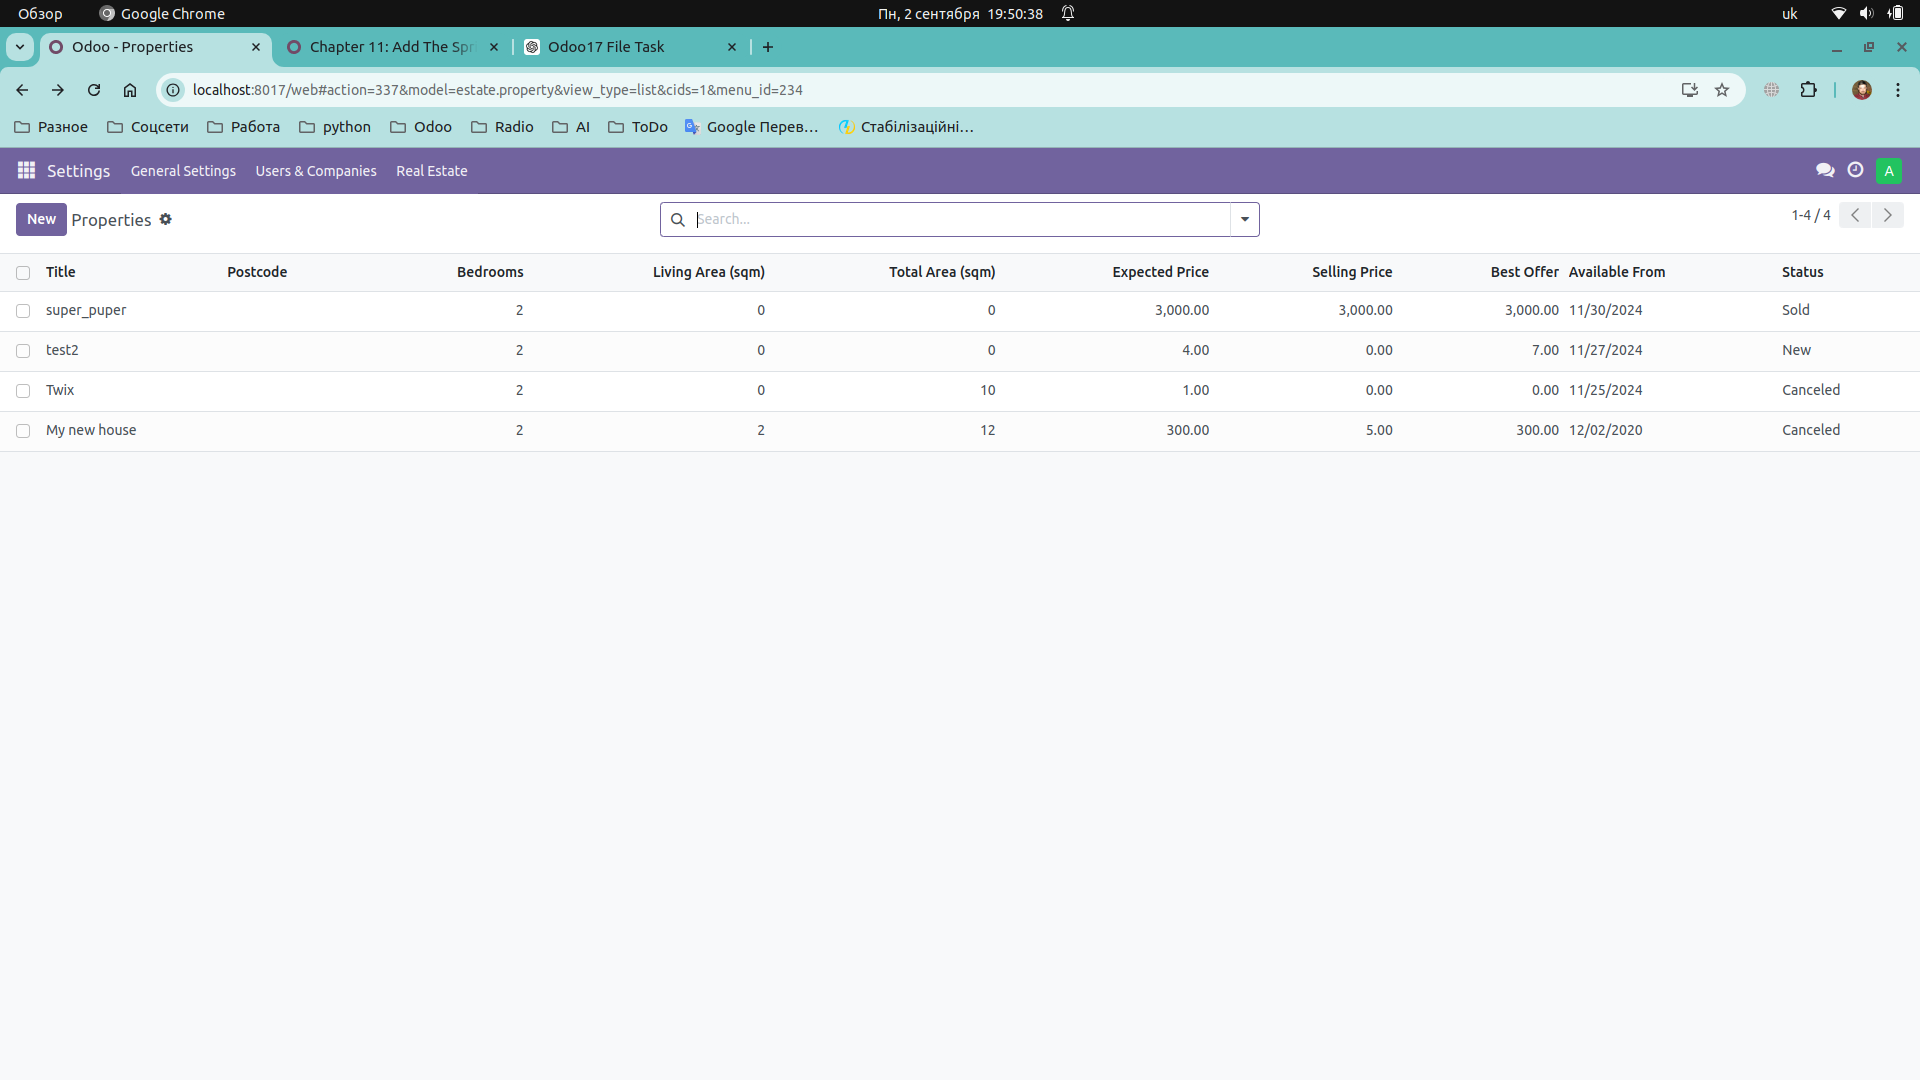 Обзор Google Chrome Пн, 2 сентября 19:50:38 uk
Odoo - Properties Chapter 11: Add The Spr Odoo17 File Task
localhost:8017/web#action=337&model=estate.property&view_type=list&cids=1&menu_id=234
Разное Соцсети Работа python Odoo Radio AI ToDo Google Перев... Стабілізаційні...
Settings General Settings Users & Companies Real Estate A
New Properties Search... 1-4 / 4
Title Postcode Bedrooms Living Area (sqm) Total Area (sqm) Expected Price Selling Price Best Offer Available From Status
super_puper 2 0 0 3,000.00 3,000.00 3,000.00 11/30/2024 Sold
test2 2 0 0 4.00 0.00 7.00 11/27/2024 New
Twix 2 0 10 1.00 0.00 0.00 11/25/2024 Canceled
My new house 2 2 12 300.00 5.00 300.00 12/02/2020 Canceled